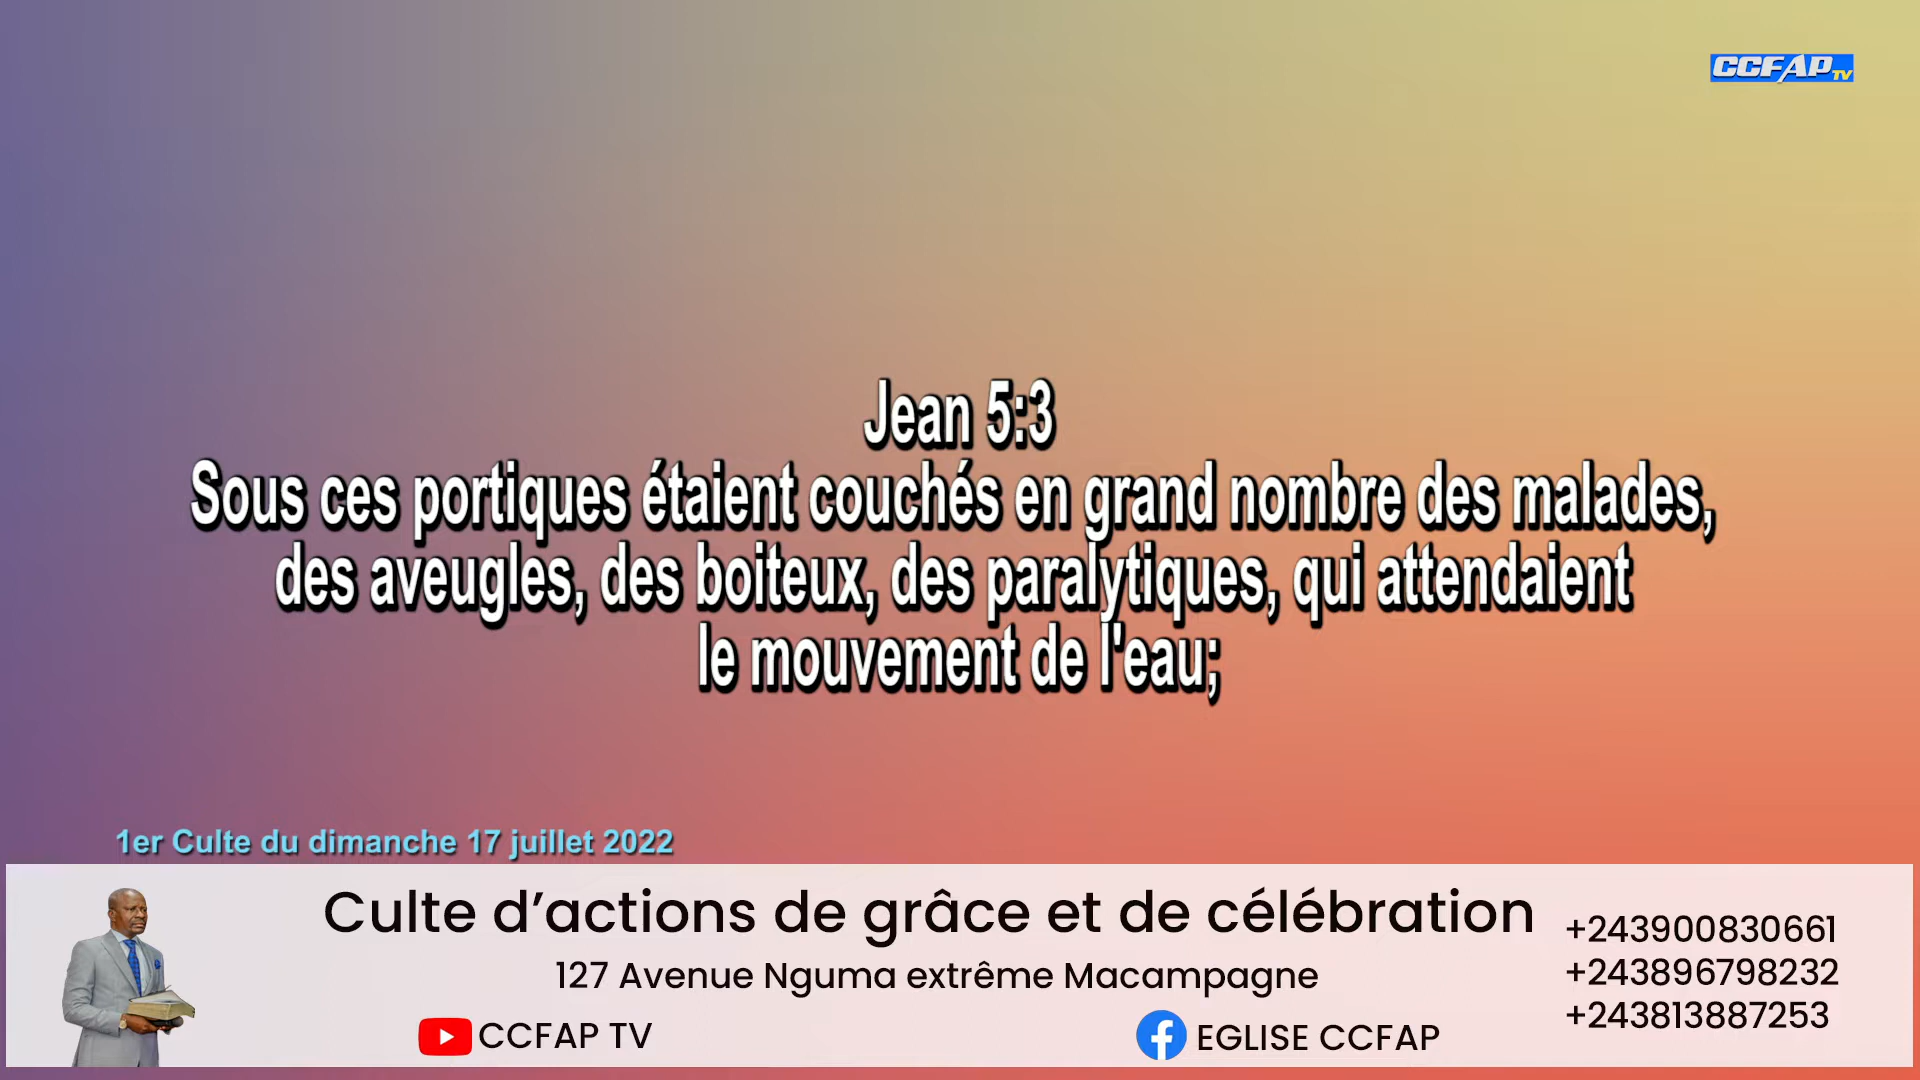 CCFAP TV
Jean 5:3
Sous ces portiques étaient couchés en grand nombre des malades,
des aveugles, des boiteux, des paralytiques, qui attendaient
le mouvement de l'eau;
1er Culte du dimanche 17 juillet 2022
Culte d’actions de grâce et de célébration
127 Avenue Nguma extrême Macampagne
CCFAP TV
EGLISE CCFAP
+243900830661
+243896798232
+243813887253